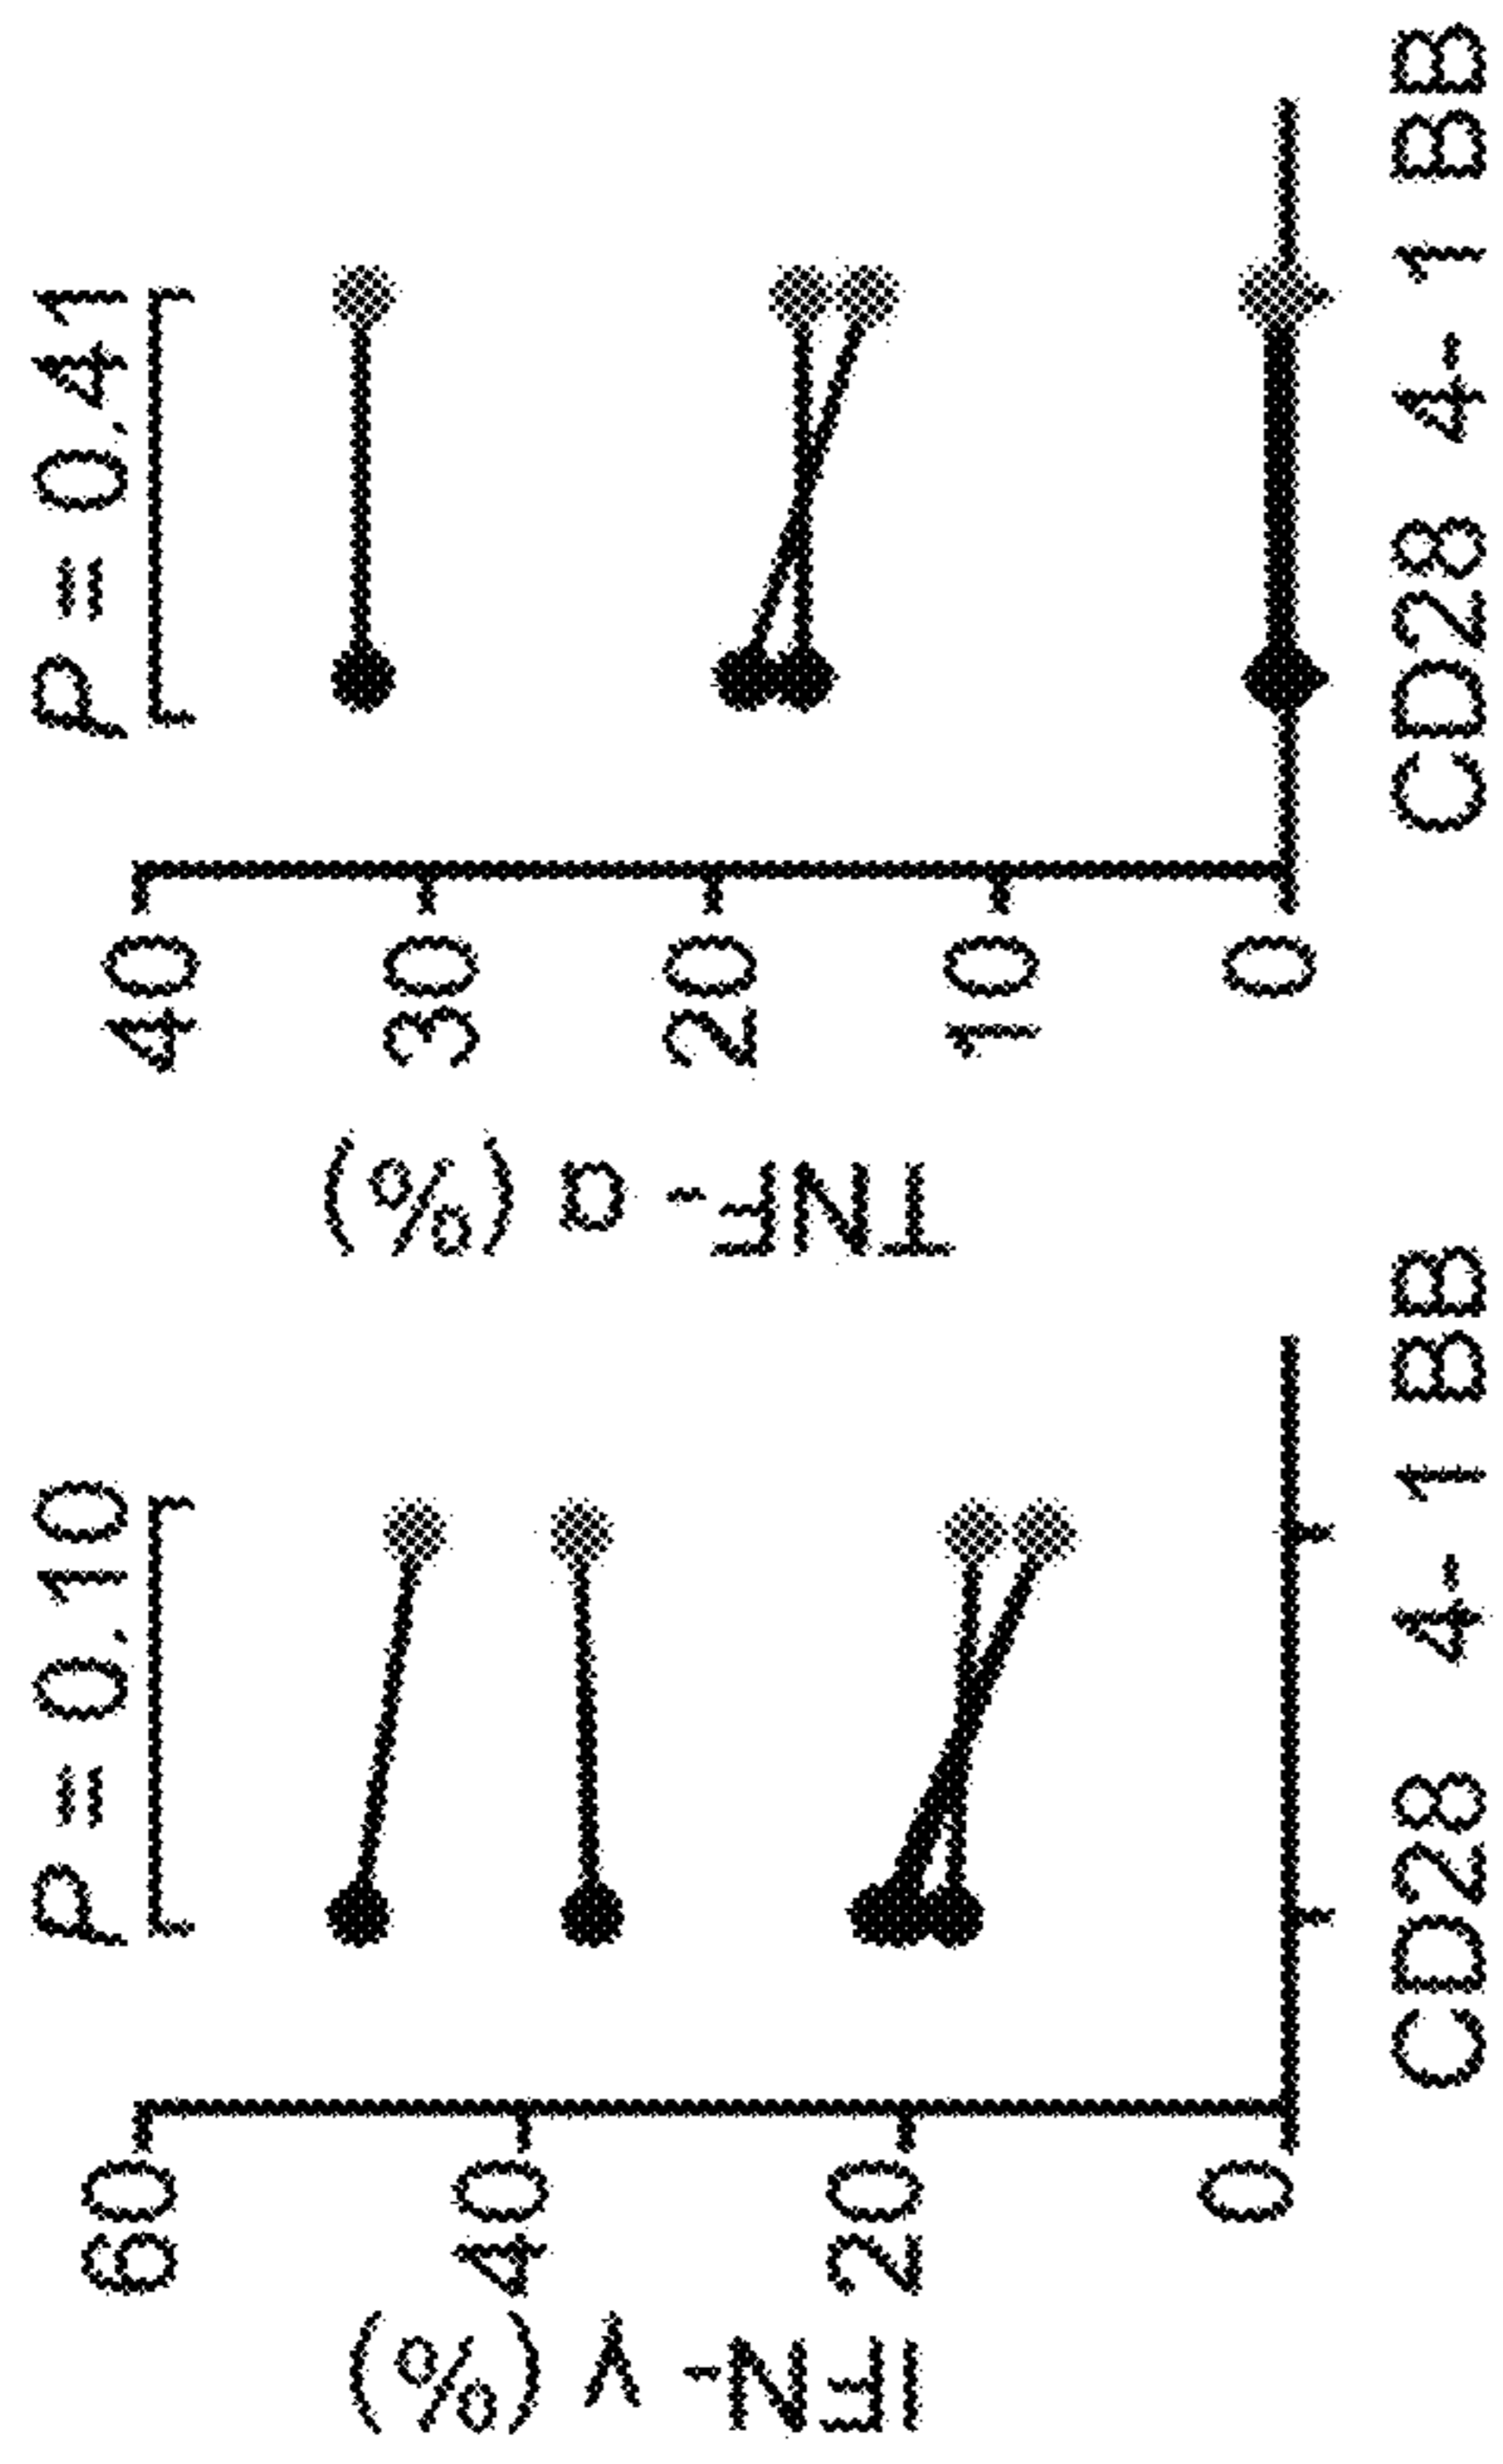 P = 0.10
IFN-γ (%)
60
40
20
0
CD28 4-1BB
P = 0.41
TNF-α (%)
40
30
20
10
0
CD28 4-1BB